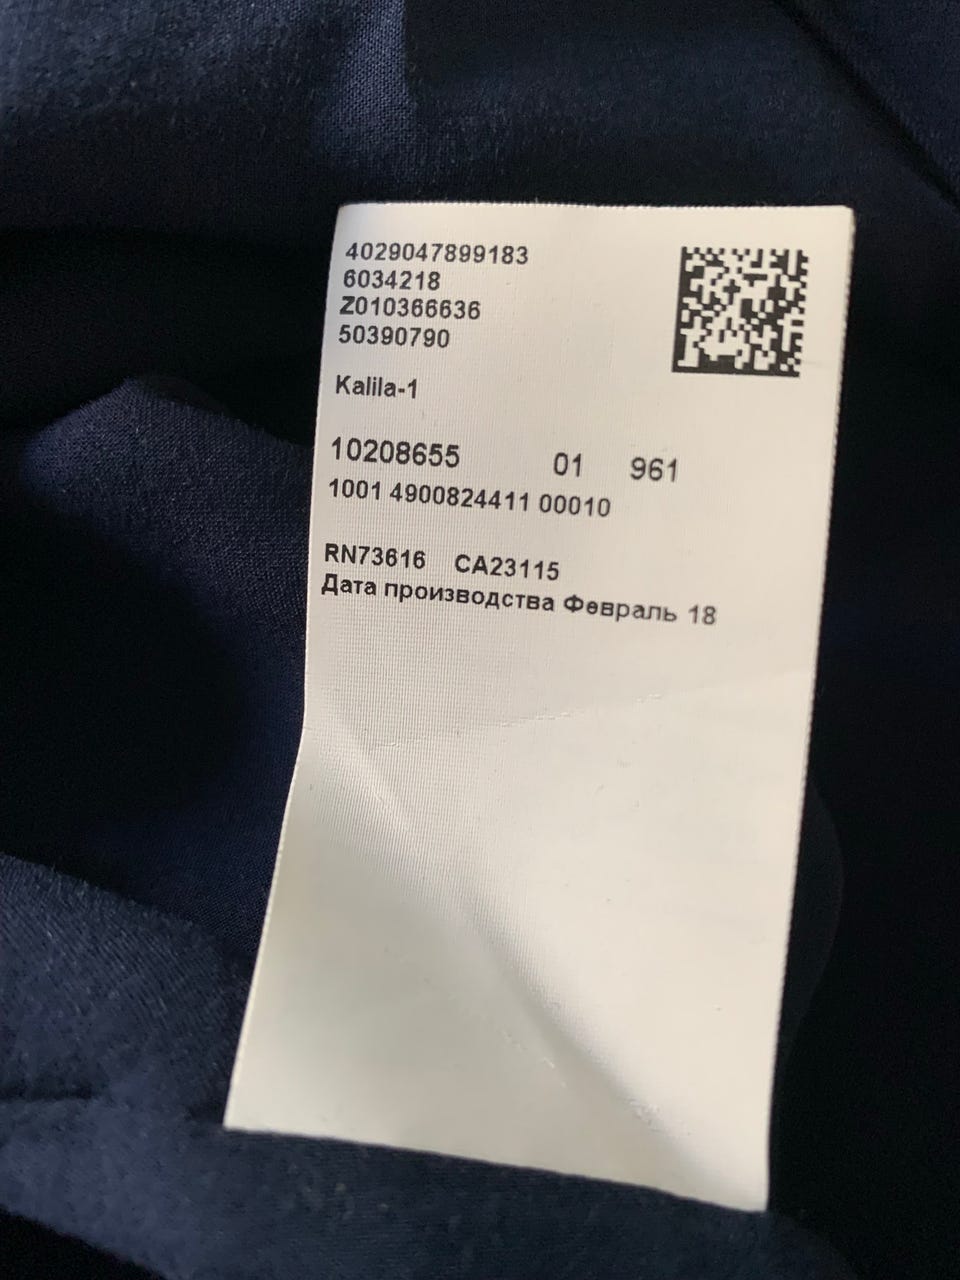 4029047899183
6034218
Z010366636
50390790
Kalila-1
10208655 01 961
1001 4900824411 00010
RN73616 CA23115
Дата производства Февраль 18